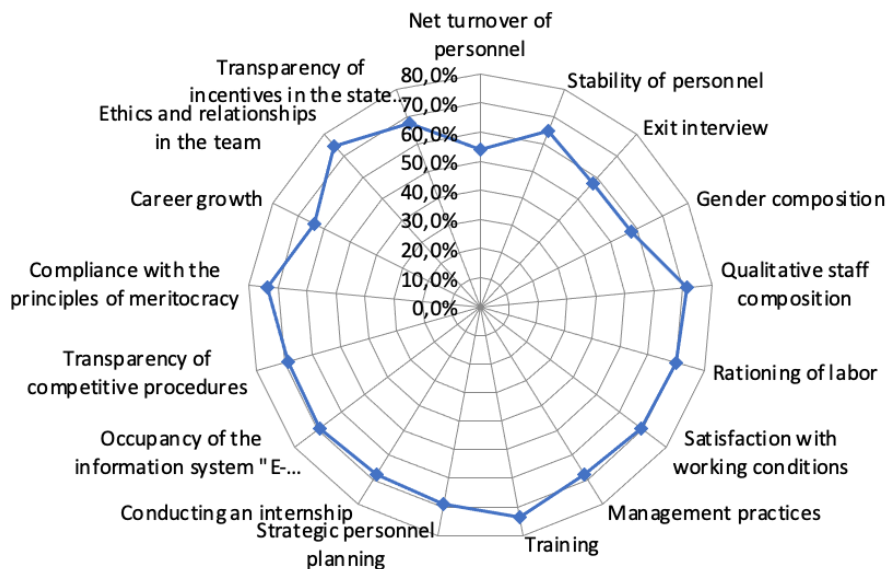 Net turnover of
personnel
Stability of personnel
Exit interview
Gender composition
Qualitative staff
composition
Rationing of labor
Satisfaction with
working conditions
Management practices
Training
Strategic personnel
planning
Conducting an internship
Occupancy of the
information system "E-...
Transparency of
competitive procedures
Compliance with the
principles of meritocracy
Career growth
Ethics and relationships
in the team
Transparency of
incentives in the state...
80,0%
70,0%
60,0%
50,0%
40,0%
30,0%
20,0%
10,0%
0,0%